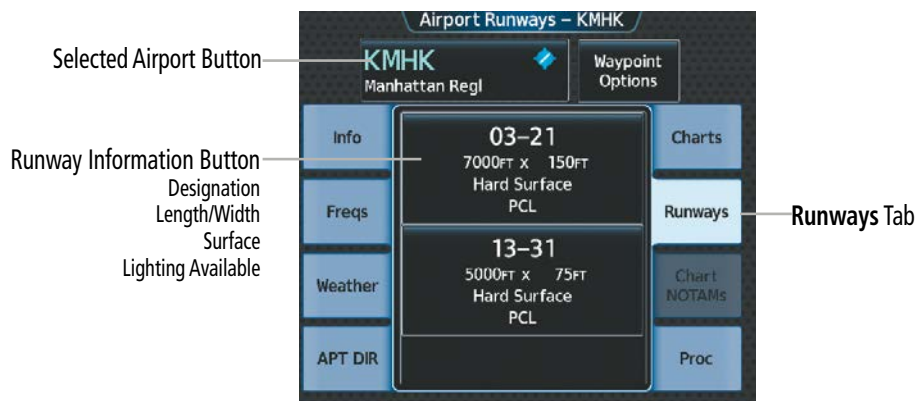 Airport Runways – KMHK
Selected Airport Button
KMHK
Manhattan Regl
Waypoint
Options
Info
Freqs
Weather
APT DIR
Runway Information Button
Designation
Length/Width
Surface
Lighting Available
03–21
7000FT X 150FT
Hard Surface
PCL
13–31
5000FT X 75FT
Hard Surface
PCL
Charts
Runways
Chart
NOTAMs
Proc
Runways Tab